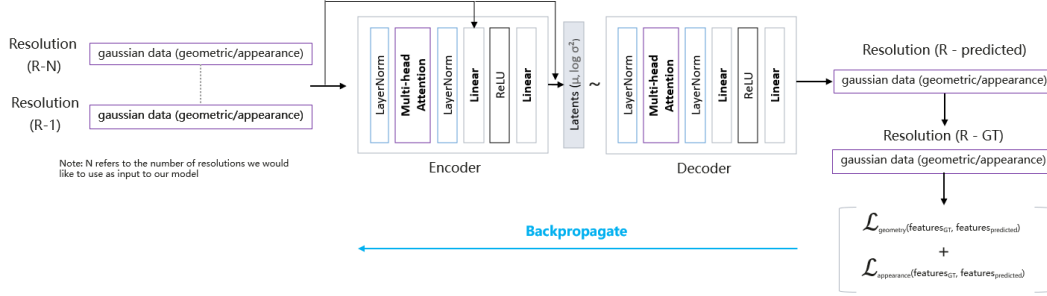 Resolution
(R-N)
gaussian data (geometric/appearance)
Resolution
(R-1)
gaussian data (geometric/appearance)
Note: N refers to the number of resolutions we would
like to use as input to our model
LayerNorm
Multi-head
Attention
LayerNorm
Linear
ReLU
Linear
Encoder
Latents (μ, log σ²)
~
LayerNorm
Multi-head
Attention
LayerNorm
Linear
ReLU
Linear
Decoder
Resolution (R - predicted)
gaussian data (geometric/appearance)
Resolution (R - GT)
gaussian data (geometric/appearance)
ℒgeometry(featuresGT, featurespredicted)
+
ℒappearance(featuresGT, featurespredicted)
Backpropagate